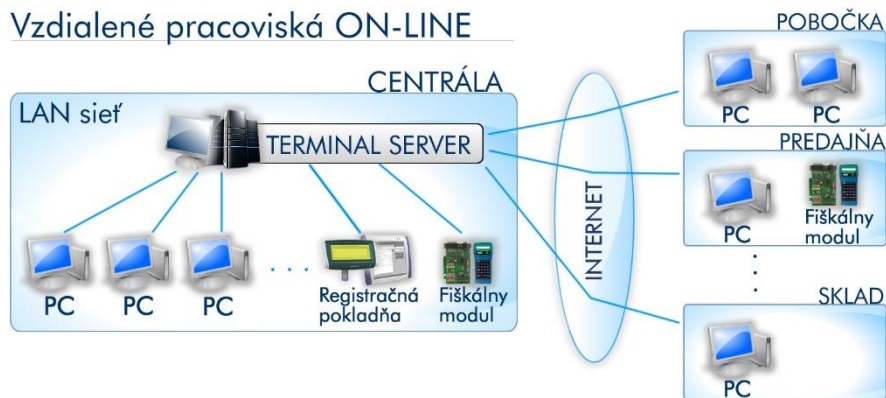 Vzdialené pracoviská ON-LINE
CENTRÁLA
LAN sieť
TERMINAL SERVER
PC
PC
PC
. . .
Registračná
pokladňa
Fiškálny
modul
INTERNET
POBOČKA
PC
PC
PREDAJŇA
PC
Fiškálny
modul
SKLAD
PC